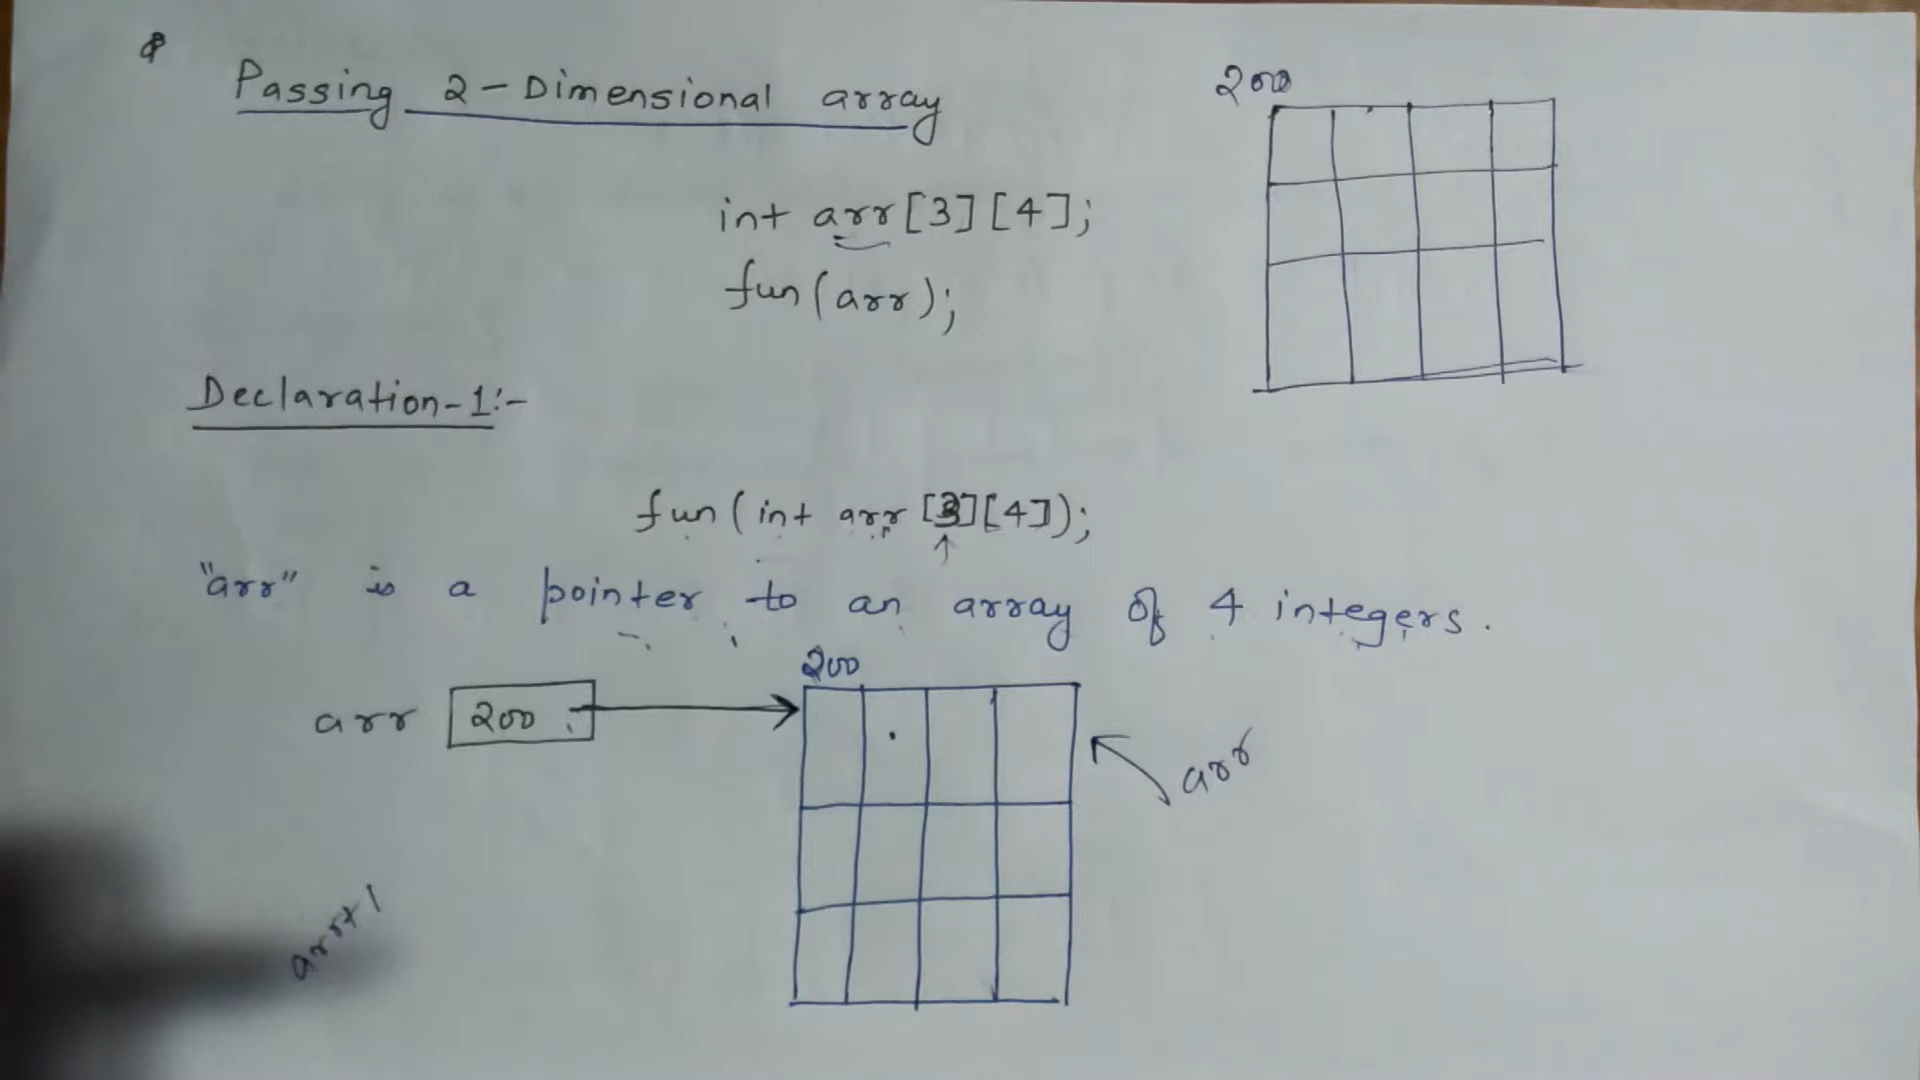 Passing 2-Dimensional array
200
int arr[3][4];
fun(arr);
Declaration-1:-
fun(int arr[3][4]);
"arr" is a pointer to an array of 4 integers.
200
arr 200
arr
arr+1